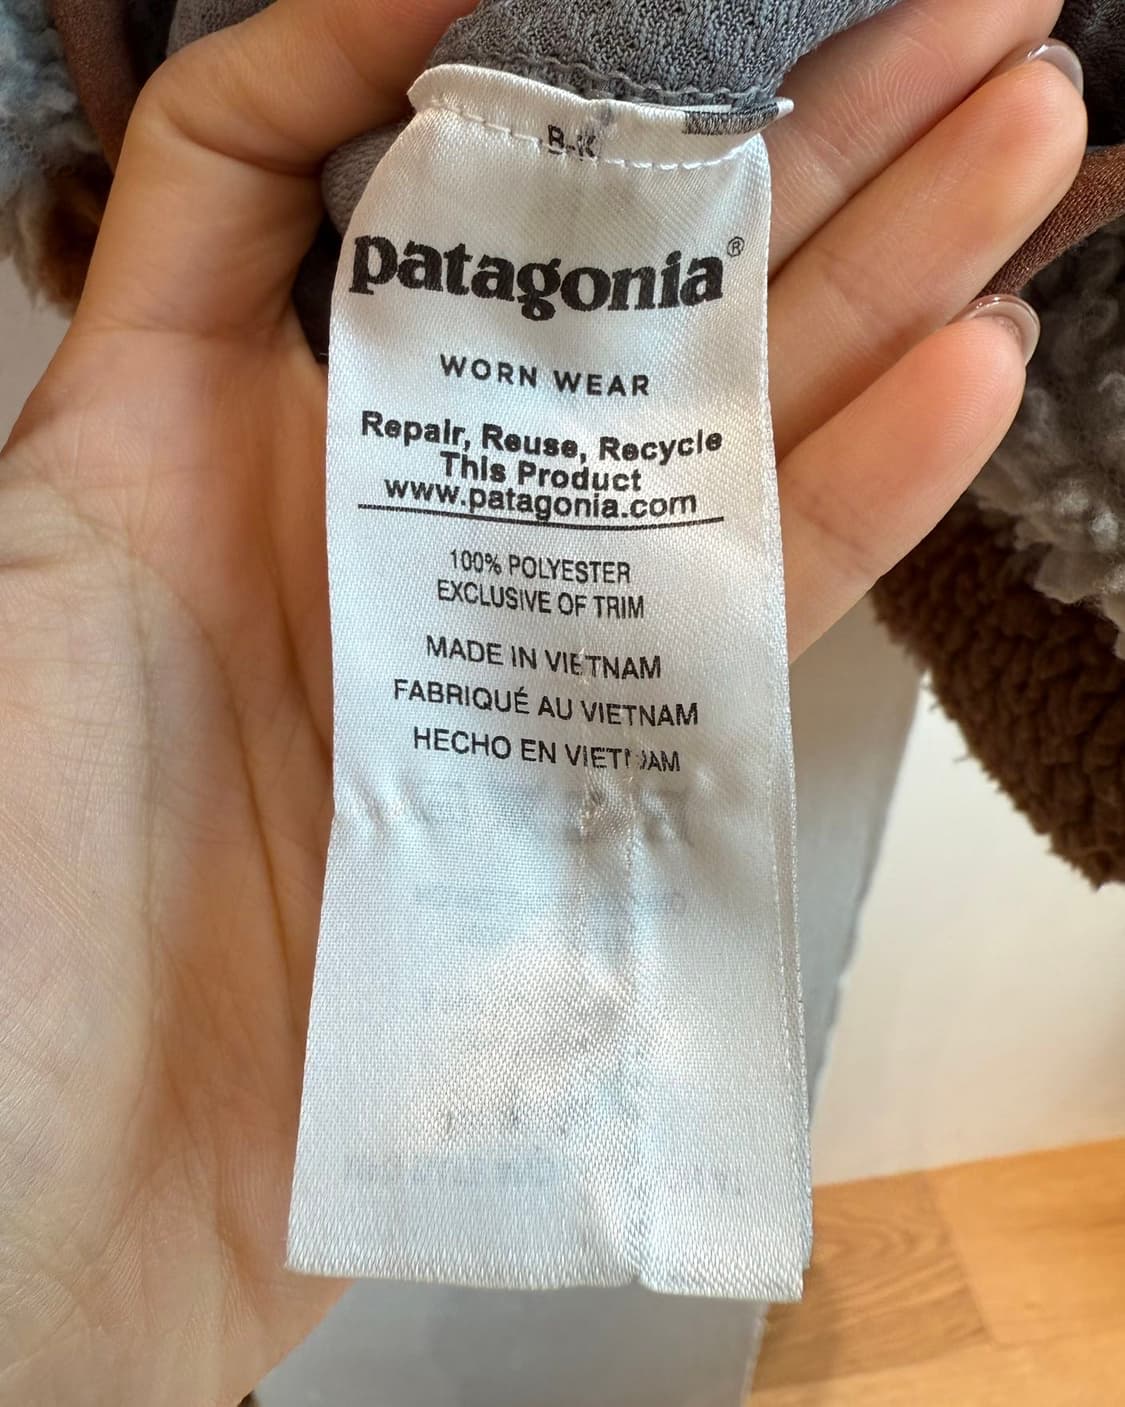 B-K
patagonia®
WORN WEAR
Repair, Reuse, Recycle
This Product
www.patagonia.com
100% POLYESTER
EXCLUSIVE OF TRIM
MADE IN VIETNAM
FABRIQUÉ AU VIETNAM
HECHO EN VIETNAM